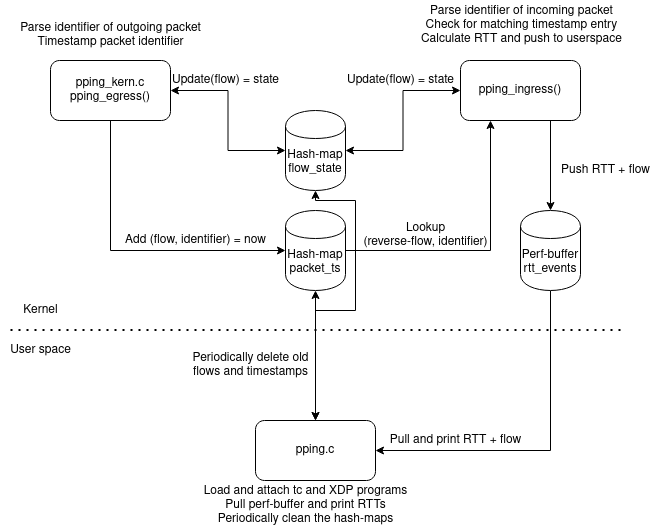 Parse identifier of outgoing packet
Timestamp packet identifier
Parse identifier of incoming packet
Check for matching timestamp entry
Calculate RTT and push to userspace
pping_kern.c
pping_egress()
Update(flow) = state
Update(flow) = state
pping_ingress()
Hash-map
flow_state
Push RTT + flow
Add (flow, identifier) = now
Hash-map
packet_ts
Lookup
(reverse-flow, identifier)
Perf-buffer
rtt_events
Kernel
User space
Periodically delete old
flows and timestamps
pping.c
Pull and print RTT + flow
Load and attach tc and XDP programs
Pull perf-buffer and print RTTs
Periodically clean the hash-maps